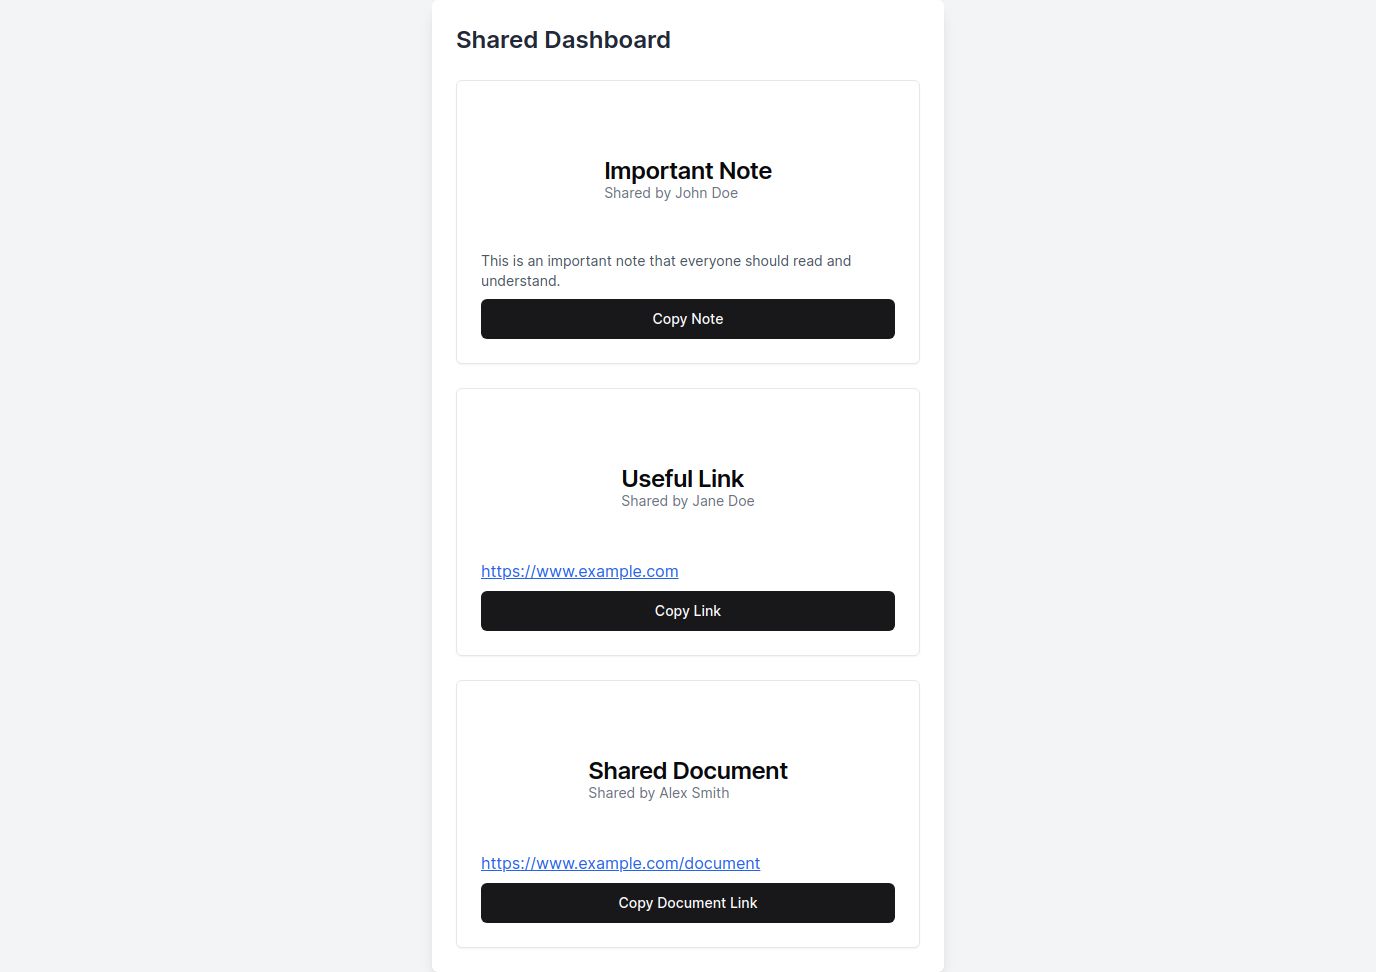 Shared Dashboard
Important Note
Shared by John Doe
This is an important note that everyone should read and
understand.
Copy Note
Useful Link
Shared by Jane Doe
https://www.example.com
Copy Link
Shared Document
Shared by Alex Smith
https://www.example.com/document
Copy Document Link